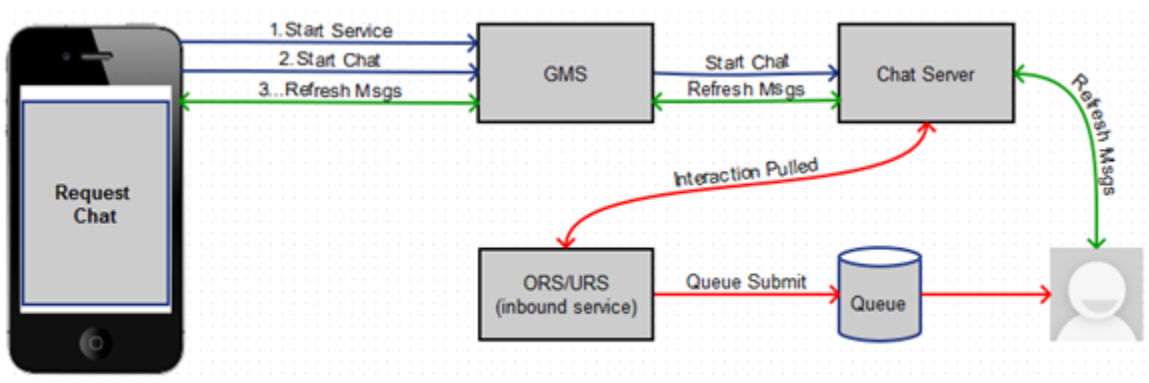 1.Start Service
2.Start Chat
3...Refresh Msgs
Request
Chat
GMS
Start Chat
Refresh Msgs
Chat Server
Refresh Msgs
Interaction Pulled
ORS/URS
(inbound service)
Queue Submit
Queue